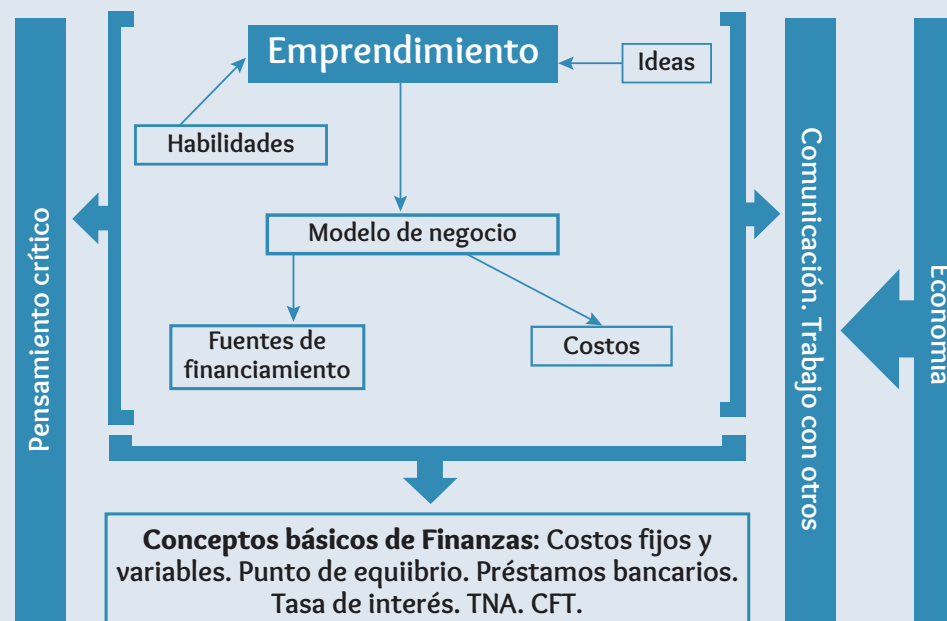 Emprendimiento
Ideas
Habilidades
Modelo de negocio
Fuentes de
financiamiento
Costos
Pensamiento crítico
Comunicación. Trabajo con otros
Economía
Conceptos básicos de Finanzas: Costos fijos y
variables. Punto de equiibrio. Préstamos bancarios.
Tasa de interés. TNA. CFT.